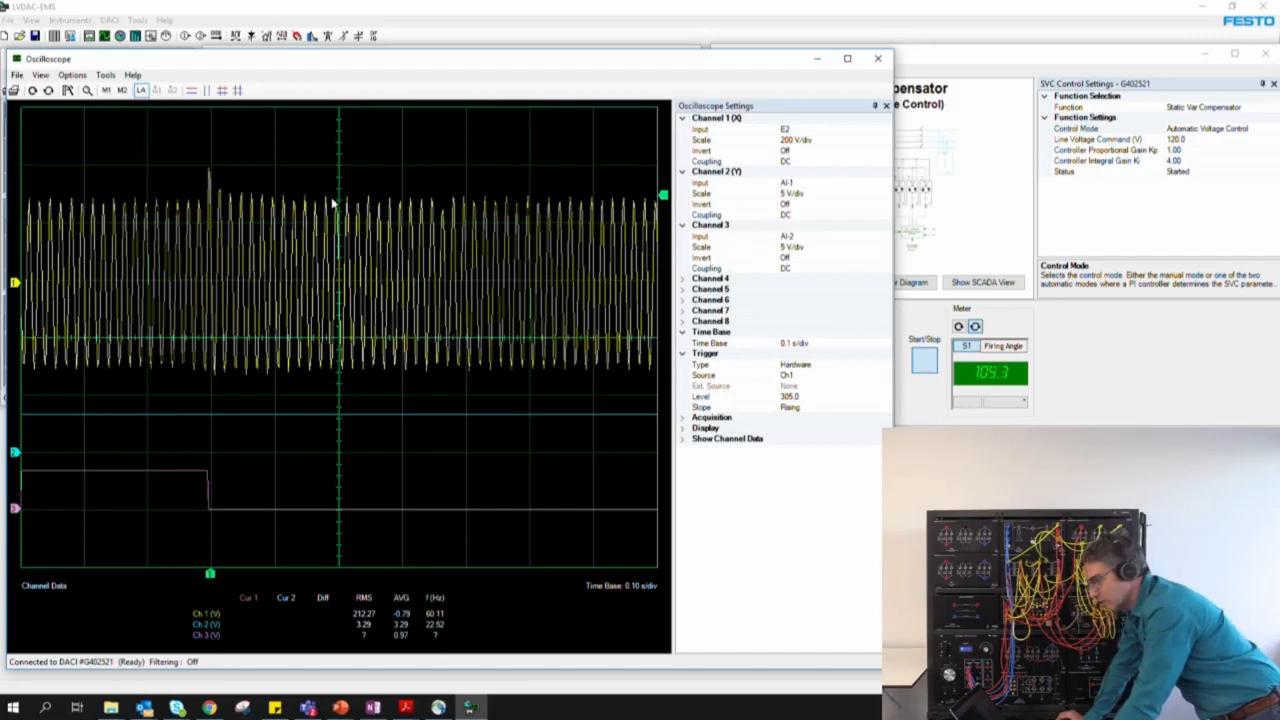 LVDAC-EMS
File View Instruments DACI Tools Help
FESTO
Oscilloscope
File View Options Tools Help
M1 M2 LA
Oscilloscope Settings
Channel 1 (X)
Input E2
Scale 200 V/div
Invert Off
Coupling DC
Channel 2 (Y)
Input AI-1
Scale 5 V/div
Invert Off
Coupling DC
Channel 3
Input AI-2
Scale 5 V/div
Invert Off
Coupling DC
Channel 4
Channel 5
Channel 6
Channel 7
Channel 8
Time Base
Time Base 0.1 s/div
Trigger
Type Hardware
Source Ch1
Ext. Source None
Level 305.0
Slope Rising
Acquisition
Display
Show Channel Data
1
2
3
Channel Data
Time Base: 0.10 s/div
Cur 1 Cur 2 Diff RMS AVG f (Hz)
Ch 1 (V) 212.27 -0.79 60.11
Ch 2 (V) 3.29 3.29 22.52
Ch 3 (V) ? 0.97 ?
Connected to DACI #G402521 (Ready) Filtering : Off
pensator
e Control)
Diagram
Show SCADA View
SVC Control Settings - G402521
Function Selection
Function Static Var Compensator
Function Settings
Control Mode Automatic Voltage Control
Line Voltage Command (V) 120.0
Controller Proportional Gain Kp 1.00
Controller Integral Gain Ki 4.00
Status Started
Control Mode
Selects the control mode. Either the manual mode or one of the two
automatic modes where a PI controller determines the SVC paramete..
Start/Stop
Meter
S1 Firing Angle
109.3